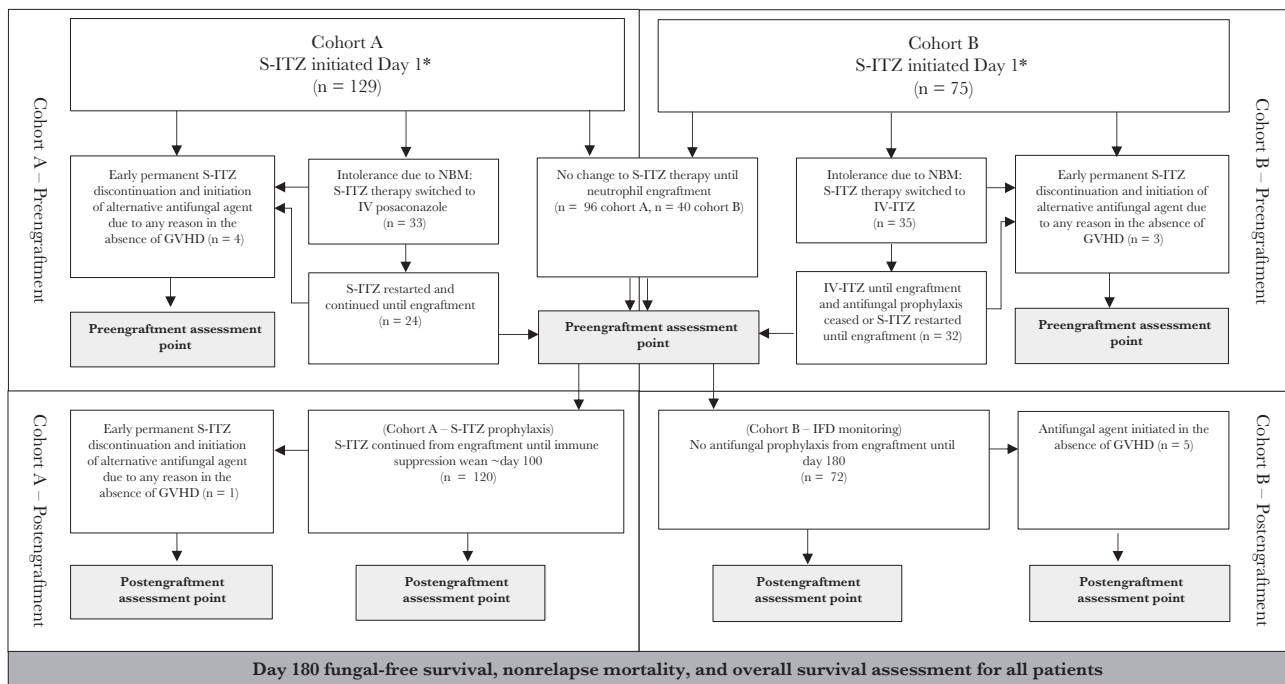 Cohort A
S-ITZ initiated Day 1*
(n = 129)
Cohort B
S-ITZ initiated Day 1*
(n = 75)
Cohort A – Preengraftment
Early permanent S-ITZ
discontinuation and initiation
of alternative antifungal agent
due to any reason in the
absence of GVHD (n = 4)
Intolerance due to NBM:
S-ITZ therapy switched to
IV posaconazole
(n = 33)
No change to S-ITZ therapy until
neutrophil engraftment
(n = 96 cohort A, n = 40 cohort B)
Intolerance due to NBM:
S-ITZ therapy switched to
IV-ITZ
(n = 35)
Early permanent S-ITZ
discontinuation and initiation of
alternative antifungal agent due
to any reason in the absence of
GVHD (n = 3)
Cohort B – Preengraftment
S-ITZ restarted and
continued until engraftment
(n = 24)
IV-ITZ until engraftment
and antifungal prophylaxis
ceased or S-ITZ restarted
until engraftment (n = 32)
Preengraftment assessment
point
Preengraftment assessment
point
Preengraftment assessment
point
Cohort A – Postengraftment
Early permanent S-ITZ
discontinuation and initiation
of alternative antifungal agent
due to any reason in the
absence of GVHD (n = 1)
(Cohort A – S-ITZ prophylaxis)
S-ITZ continued from engraftment until immune
suppression wean ~day 100
(n = 120)
(Cohort B – IFD monitoring)
No antifungal prophylaxis from engraftment until
day 180
(n = 72)
Antifungal agent initiated in the
absence of GVHD (n = 5)
Cohort B – Postengraftment
Postengraftment
assessment point
Postengraftment
assessment point
Postengraftment
assessment point
Postengraftment
assessment point
Day 180 fungal-free survival, nonrelapse mortality, and overall survival assessment for all patients